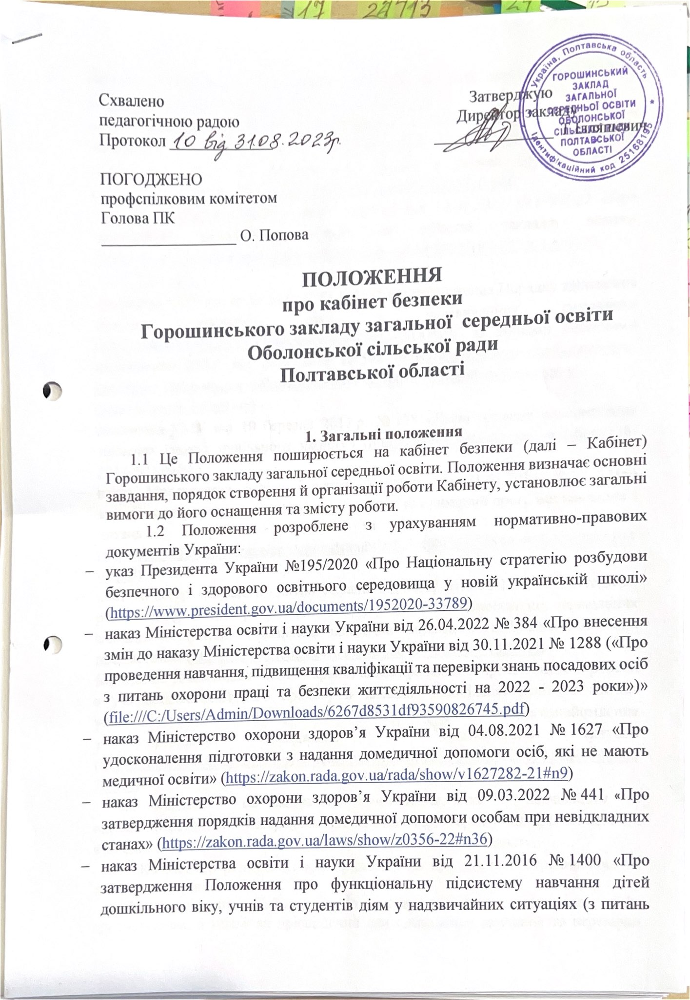 17
22713
Схвалено
педагогічною радою
Протокол 10 від 31.08.2023р.
Затверджую
Директор закладу
Україна, Полтавська область
ГОРОШИНСЬКИЙ
ЗАКЛАД
ЗАГАЛЬНОЇ
СЕРЕДНЬОЇ ОСВІТИ
ОБОЛОНСЬКОЇ
СІЛЬСЬКОЇ РАДИ
ПОЛТАВСЬКОЇ
ОБЛАСТІ
Ідентифікаційний код 25168195
ПОГОДЖЕНО
профспілковим комітетом
Голова ПК
О. Попова
ПОЛОЖЕННЯ
про кабінет безпеки
Горошинського закладу загальної середньої освіти
Оболонської сільської ради
Полтавської області
1. Загальні положення
1.1 Це Положення поширюється на кабінет безпеки (далі – Кабінет)
Горошинського закладу загальної середньої освіти. Положення визначає основні
завдання, порядок створення й організації роботи Кабінету, установлює загальні
вимоги до його оснащення та змісту роботи.
1.2 Положення розроблене з урахуванням нормативно-правових
документів України:
– указ Президента України №195/2020 «Про Національну стратегію розбудови
безпечного і здорового освітнього середовища у новій українській школі»
(https://www.president.gov.ua/documents/1952020-33789)
– наказ Міністерства освіти і науки України від 26.04.2022 № 384 «Про внесення
змін до наказу Міністерства освіти і науки України від 30.11.2021 № 1288 («Про
проведення навчання, підвищення кваліфікації та перевірки знань посадових осіб
з питань охорони праці та безпеки життєдіяльності на 2022 - 2023 роки»)»
(file:///C:/Users/Admin/Downloads/6267d8531df93590826745.pdf)
– наказ Міністерство охорони здоров’я України від 04.08.2021 № 1627 «Про
удосконалення підготовки з надання домедичної допомоги осіб, які не мають
медичної освіти» (https://zakon.rada.gov.ua/rada/show/v1627282-21#n9)
– наказ Міністерство охорони здоров’я України від 09.03.2022 № 441 «Про
затвердження порядків надання домедичної допомоги особам при невідкладних
станах» (https://zakon.rada.gov.ua/laws/show/z0356-22#n36)
– наказ Міністерства освіти і науки України від 21.11.2016 № 1400 «Про
затвердження Положення про функціональну підсистему навчання дітей
дошкільного віку, учнів та студентів діям у надзвичайних ситуаціях (з питань